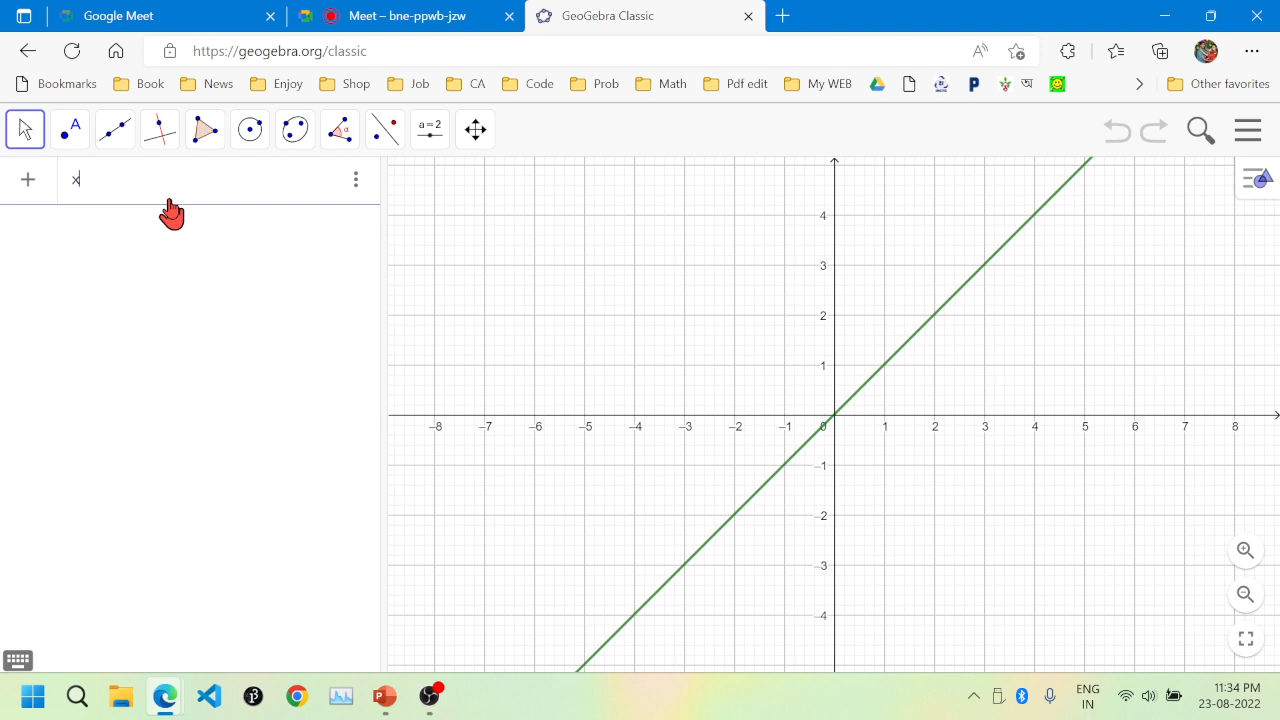 Google Meet
Meet – bne-ppwb-jzw
GeoGebra Classic
https://geogebra.org/classic
Bookmarks Book News Enjoy Shop Job CA Code Prob Math Pdf edit My WEB Other favorites
A a=2
x
4
3
2
1
–8 –7 –6 –5 –4 –3 –2 –1 0 1 2 3 4 5 6 7 8
–1
–2
–3
–4
ENG
IN
11:34 PM
23-08-2022